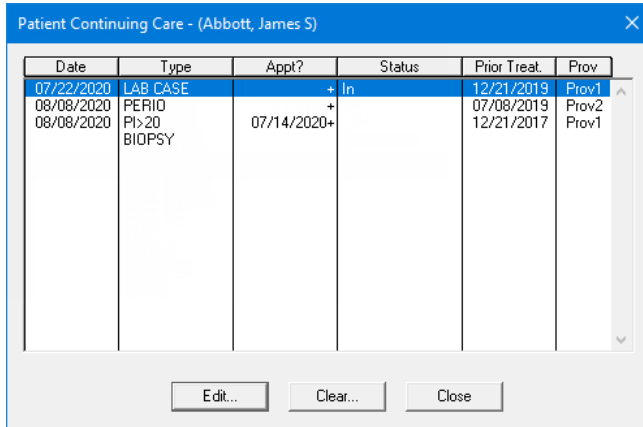 Patient Continuing Care - (Abbott, James S)
Date Type Appt? Status Prior Treat. Prov
07/22/2020 LAB CASE + In 12/21/2019 Prov1
08/08/2020 PERIO + 07/08/2019 Prov2
08/08/2020 PI>20 07/14/2020+ 12/21/2017 Prov1
BIOPSY
Edit... Clear... Close